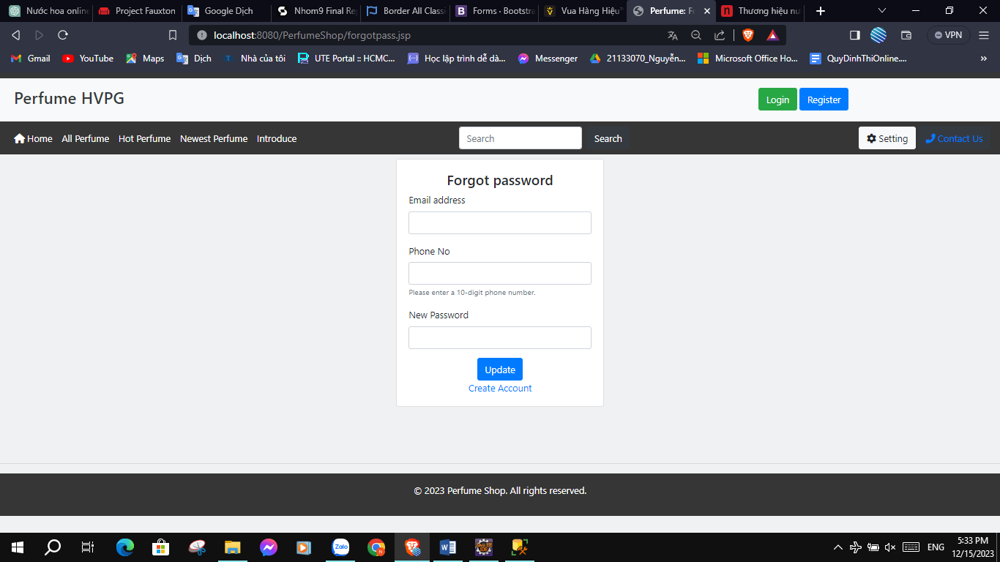 Nước hoa online
Project Fauxton
Google Dịch
Nhom9 Final Re
Border All Classi
Forms · Bootstra
Vua Hàng Hiệu"
Perfume: Fo
Thương hiệu nư
localhost:8080/PerfumeShop/forgotpass.jsp
VPN
Gmail
YouTube
Maps
Dịch
Nhà của tôi
UTE Portal :: HCMC...
Học lập trình dễ dà...
Messenger
21133070_Nguyễn...
Microsoft Office Ho...
QuyDinhThiOnline....
»
Perfume HVPG
Login
Register
Home
All Perfume
Hot Perfume
Newest Perfume
Introduce
Search
Search
Setting
Contact Us
Forgot password
Email address
Phone No
Please enter a 10-digit phone number.
New Password
Update
Create Account
© 2023 Perfume Shop. All rights reserved.
Zalo
ENG
5:33 PM
12/15/2023